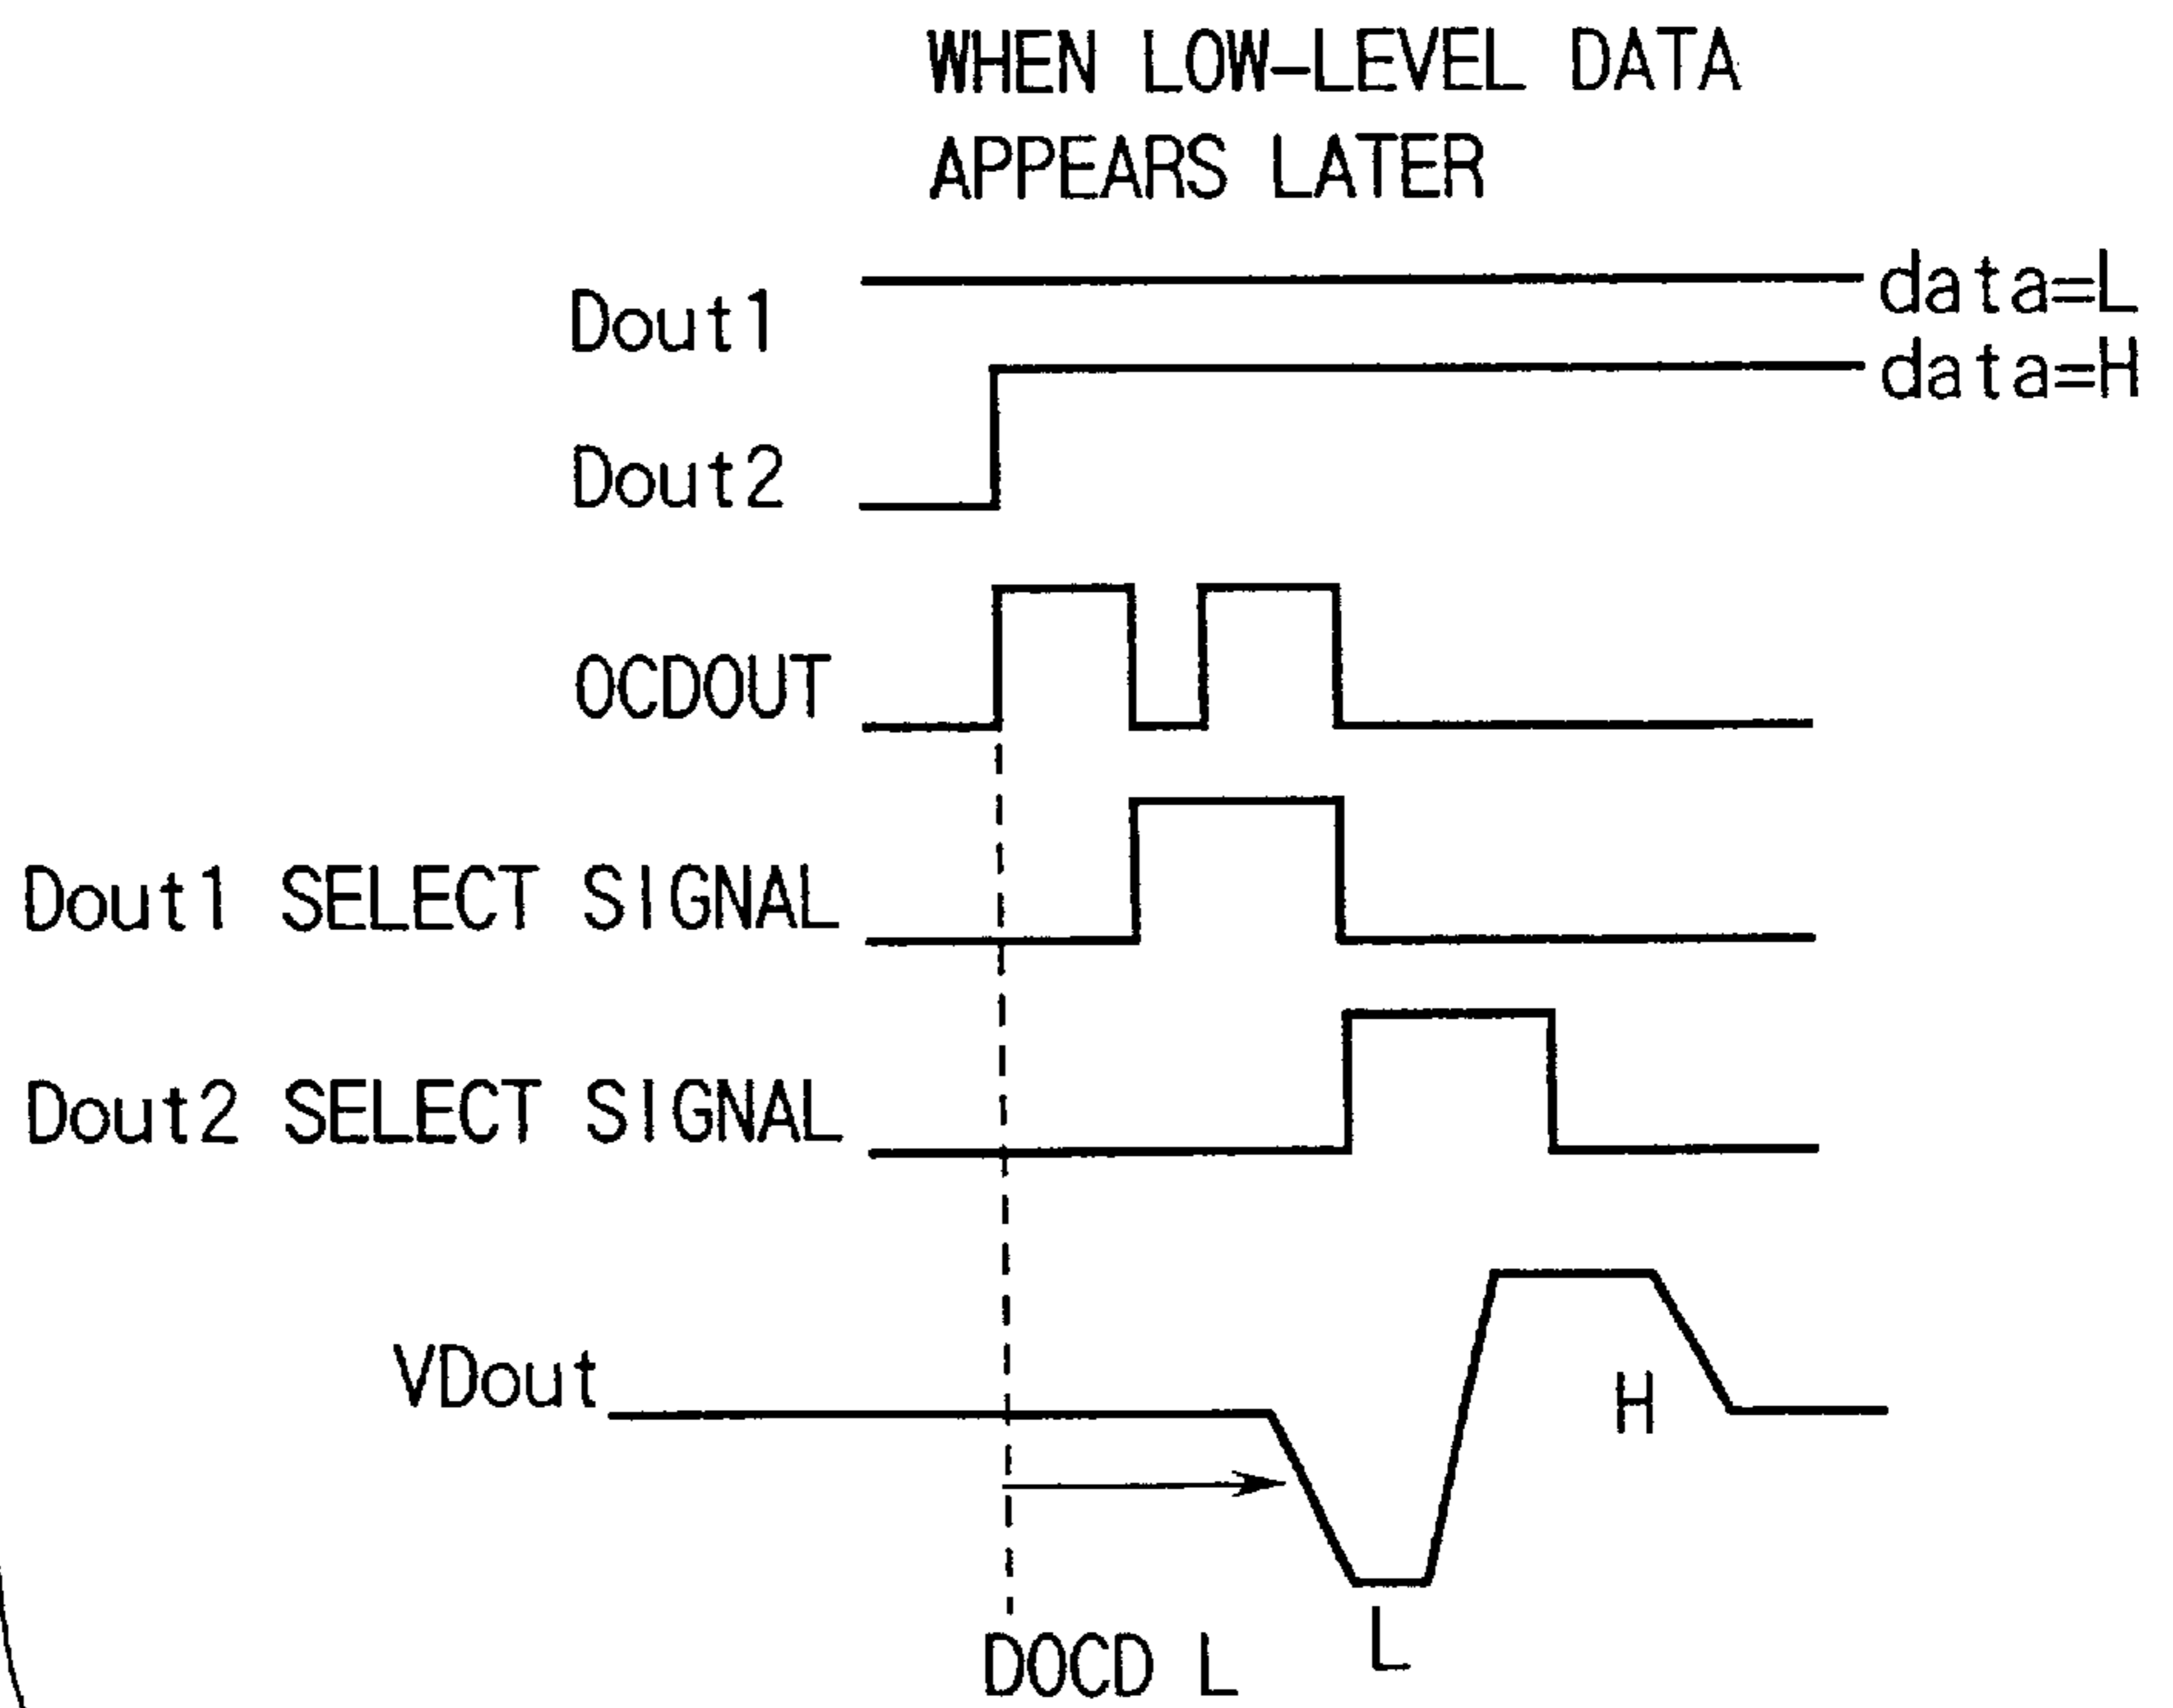 WHEN LOW-LEVEL DATA
APPEARS LATER
Dout1
data=L
data=H
Dout2
OCDOUT
Dout1 SELECT SIGNAL
Dout2 SELECT SIGNAL
VDout
H
L
DOCD L